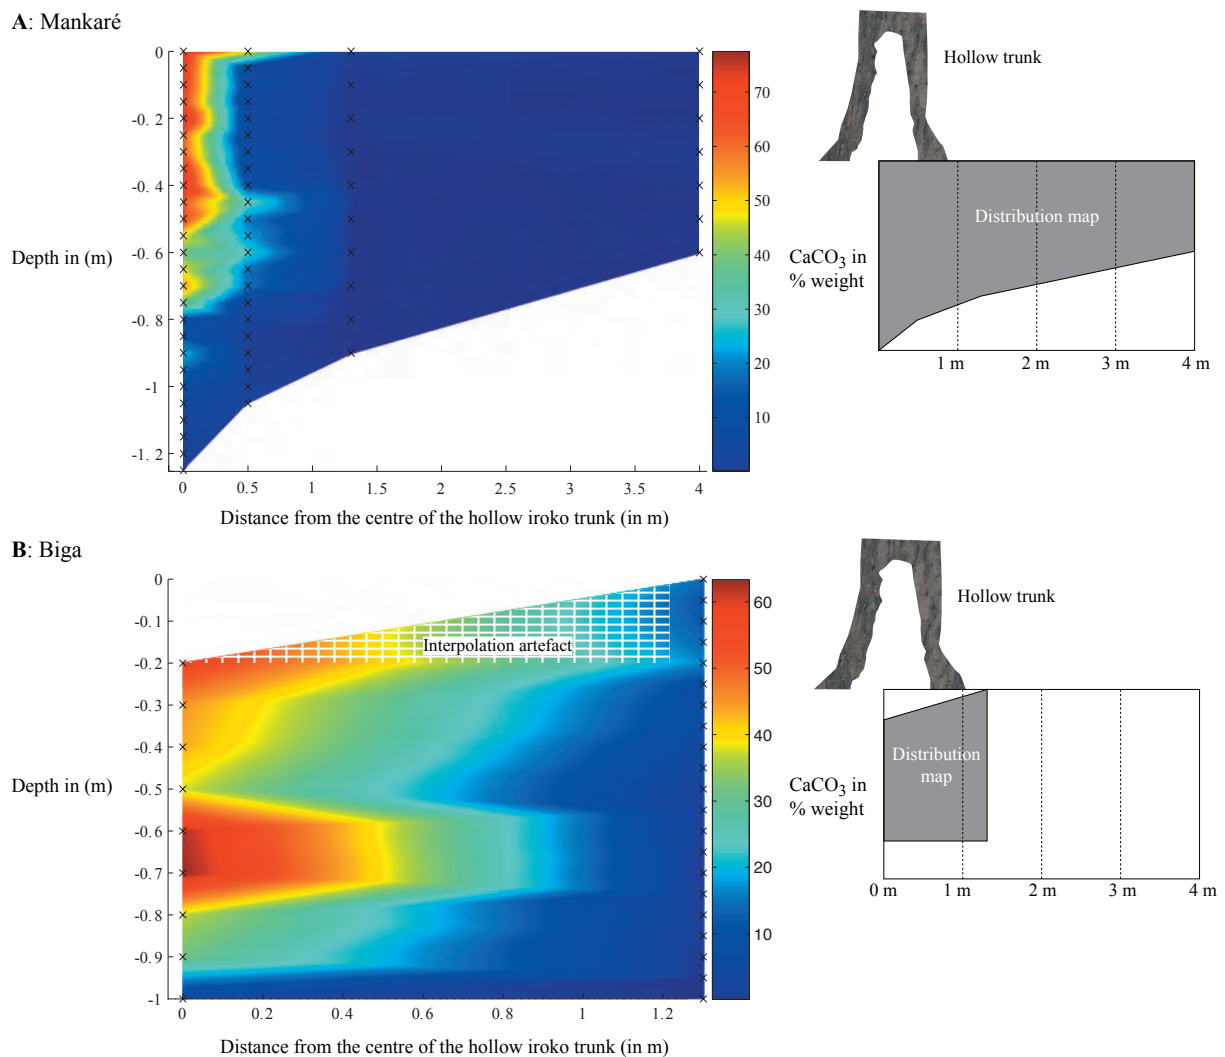 A: Mankaré
0
-0. 2
-0. 4
-0. 6
-0. 8
-1
-1. 2
Depth in (m)
0
0.5
1
1.5
2
2.5
3
3.5
4
Distance from the centre of the hollow iroko trunk (in m)
70
60
50
40
30
20
10
CaCO3 in
% weight
Hollow trunk
Distribution map
1 m
2 m
3 m
4 m
B: Biga
0
-0.1
-0.2
-0.3
-0.4
-0.5
-0.6
-0.7
-0.8
-0.9
-1
Depth in (m)
Interpolation artefact
0
0.2
0.4
0.6
0.8
1
1.2
Distance from the centre of the hollow iroko trunk (in m)
60
50
40
30
20
10
CaCO3 in
% weight
Hollow trunk
Distribution
map
0 m
1 m
2 m
3 m
4 m